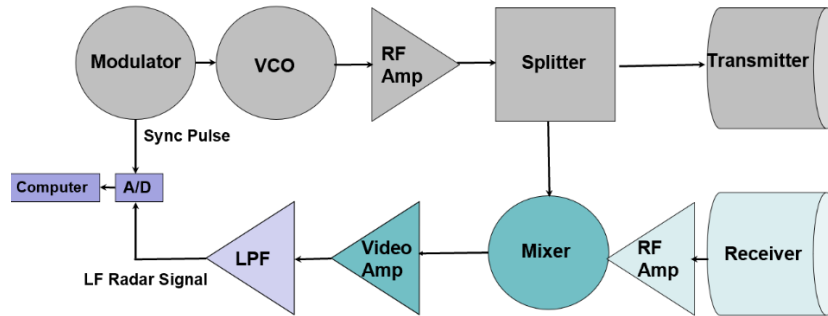 Modulator
VCO
RF
Amp
Splitter
Transmitter
Sync Pulse
Computer
A/D
LF Radar Signal
LPF
Video
Amp
Mixer
RF
Amp
Receiver